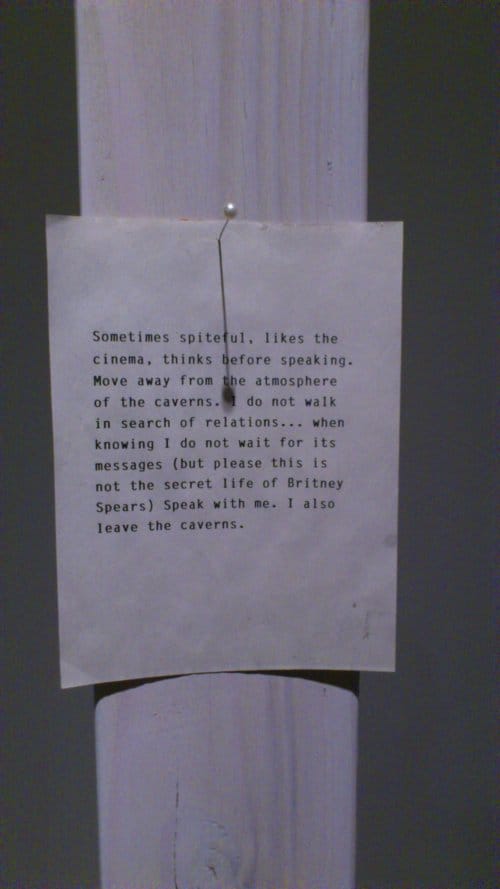 Sometimes spiteful, likes the
cinema, thinks before speaking.
Move away from the atmosphere
of the caverns. I do not walk
in search of relations... when
knowing I do not wait for its
messages (but please this is
not the secret life of Britney
Spears) Speak with me. I also
leave the caverns.